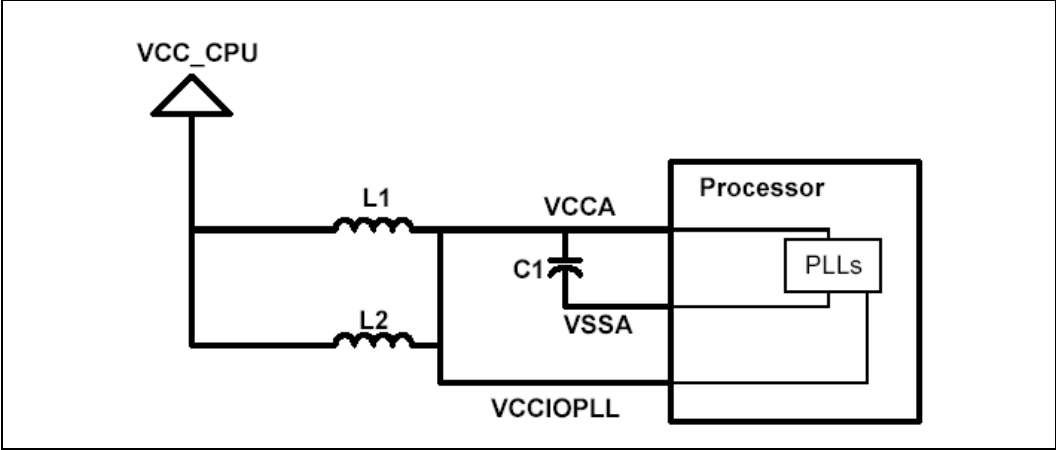 VCC_CPU
L1
VCCA
Processor
PLLs
C1
L2
VSSA
VCCIOPLL